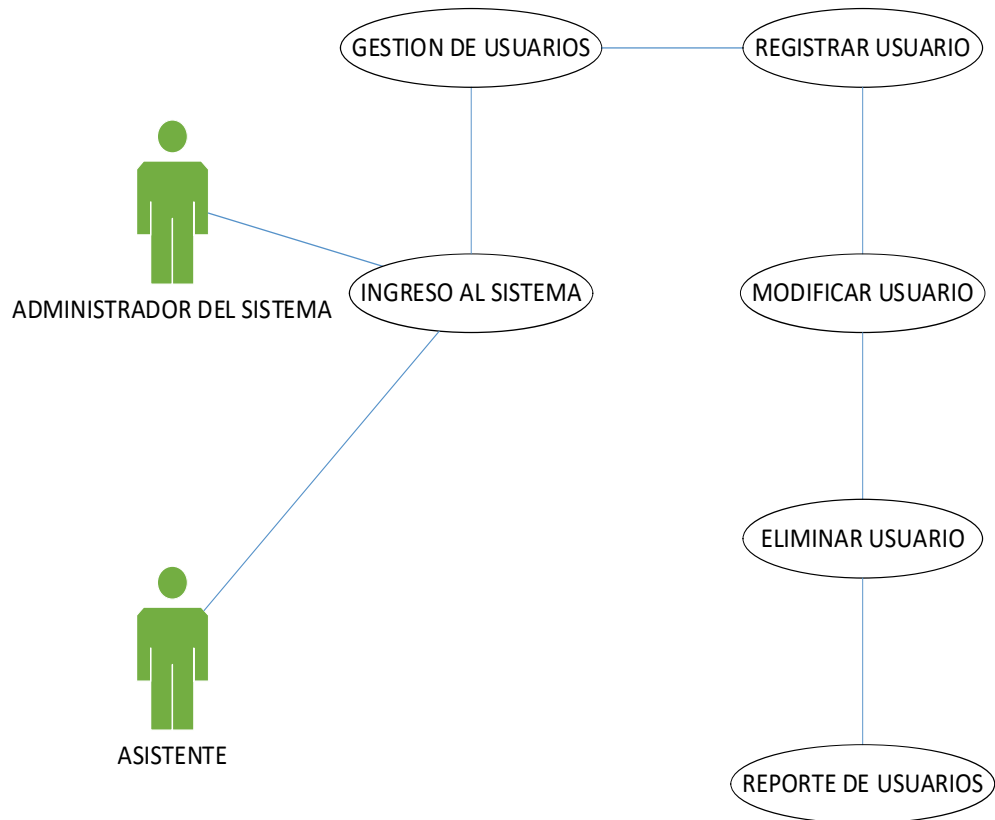 GESTION DE USUARIOS
REGISTRAR USUARIO
ADMINISTRADOR DEL SISTEMA
INGRESO AL SISTEMA
MODIFICAR USUARIO
ELIMINAR USUARIO
ASISTENTE
REPORTE DE USUARIOS